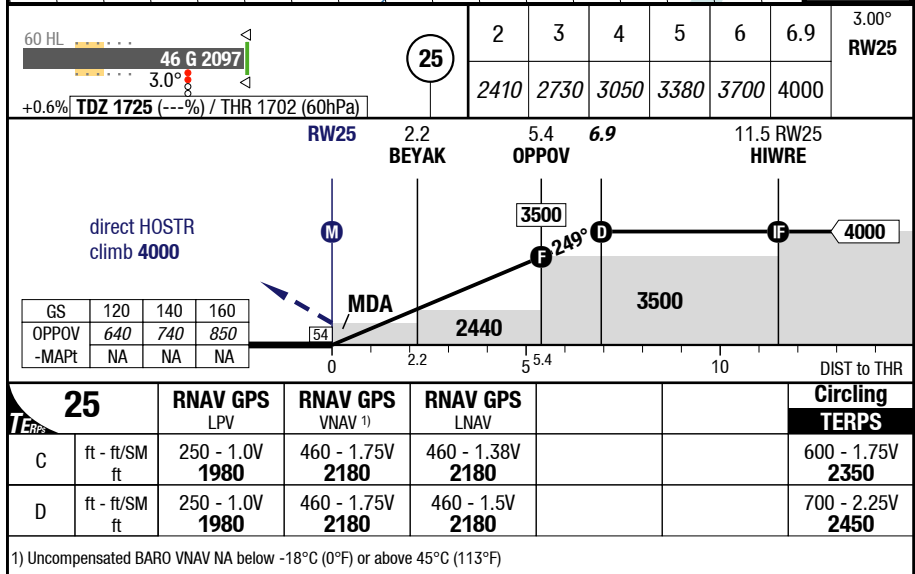 60 HL
46 G 2097
3.0°
+0.6% TDZ 1725 (---%) / THR 1702 (60hPa)
25
2 3 4 5 6 6.9 3.00° RW25
2410 2730 3050 3380 3700 4000
RW25 2.2 5.4 6.9 11.5 RW25
BEYAK OPPOV HIWRE
direct HOSTR
climb 4000
M
3500
249°
F
D
IF
4000
MDA
2440
3500
GS 120 140 160
OPPOV 640 740 850
-MAPt NA NA NA
54
0 2.2 5 5.4 10 DIST to THR
TERPS 25 RNAV GPS RNAV GPS RNAV GPS Circling
LPV VNAV 1) LNAV TERPS
C ft - ft/SM 250 - 1.0V 460 - 1.75V 460 - 1.38V 600 - 1.75V
ft 1980 2180 2180 2350
D ft - ft/SM 250 - 1.0V 460 - 1.75V 460 - 1.5V 700 - 2.25V
ft 1980 2180 2180 2450
1) Uncompensated BARO VNAV NA below -18°C (0°F) or above 45°C (113°F)